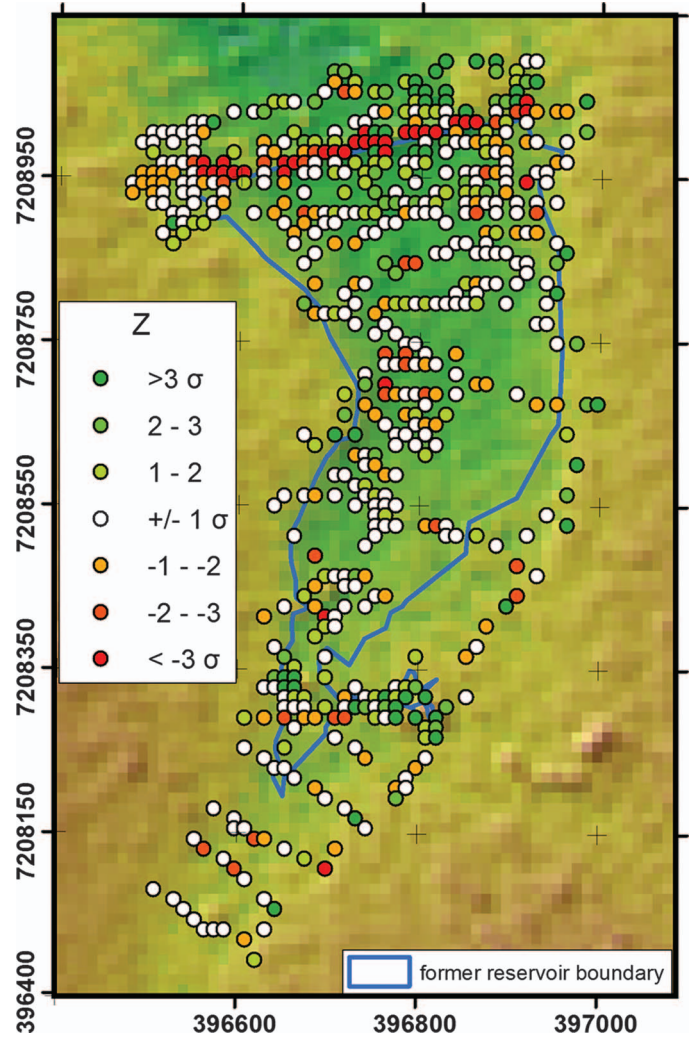 7208950
7208750
7208550
7208350
7208150
396400
Z
>3 σ
2 - 3
1 - 2
+/- 1 σ
-1 - -2
-2 - -3
< -3 σ
former reservoir boundary
396600
396800
397000